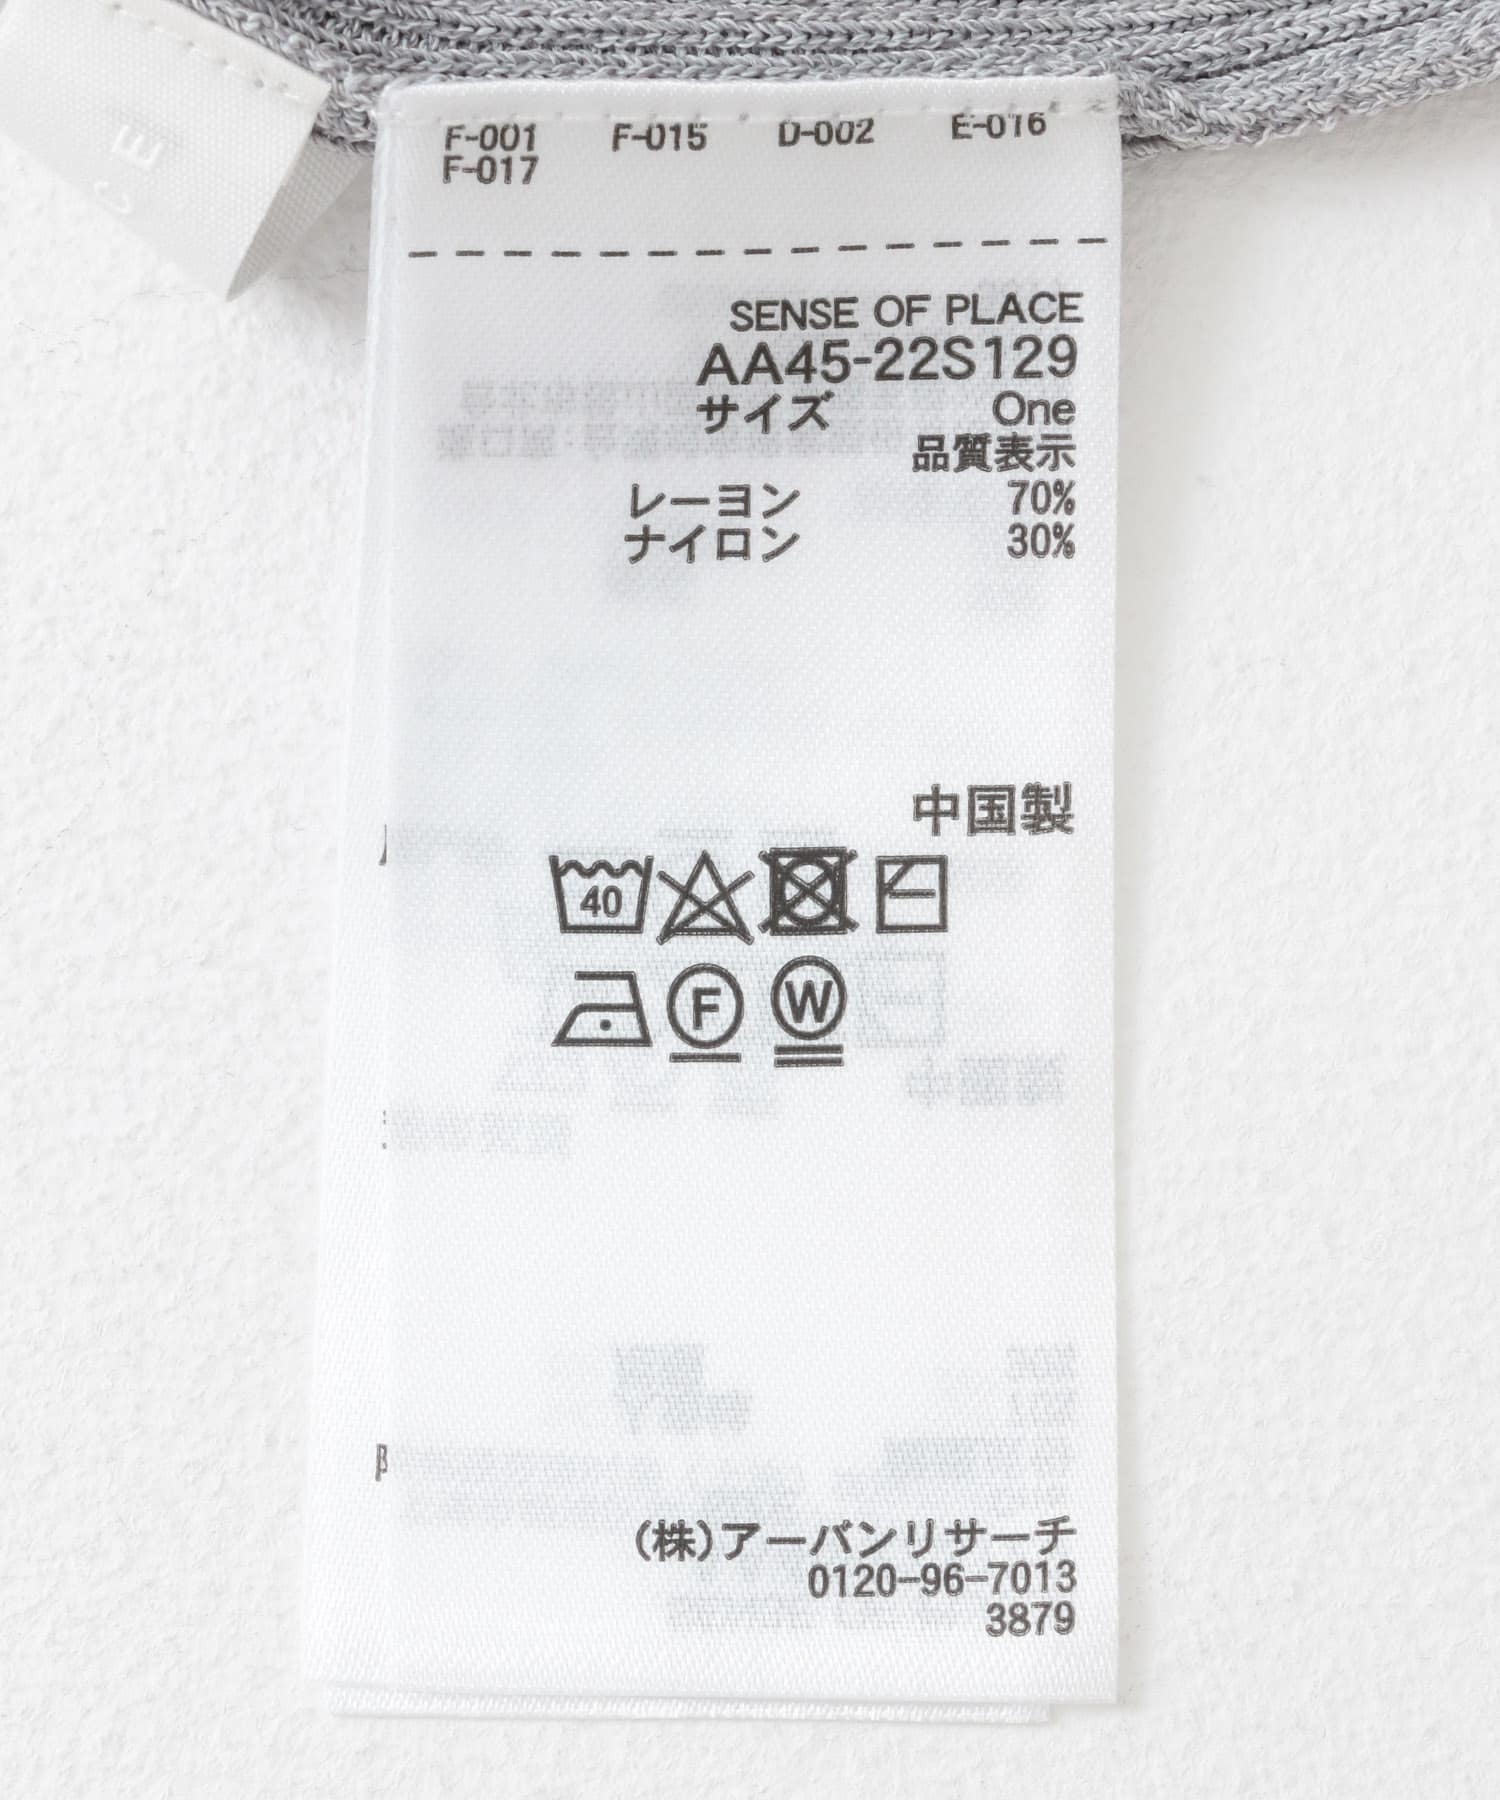 F-001 F-015 D-002 E-016
F-017
SENSE OF PLACE
AA45-22S129
サイズ One
品質表示
レーヨン 70%
ナイロン 30%
中国製
40
F W
(株)アーバンリサーチ
0120-96-7013
3879